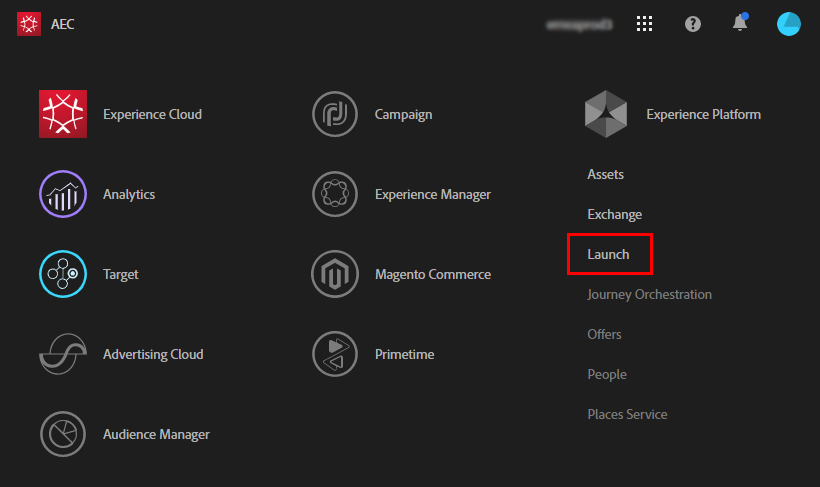 AEC
Experience Cloud
Analytics
Target
Advertising Cloud
Audience Manager
Campaign
Experience Manager
Magento Commerce
Primetime
Experience Platform
Assets
Exchange
Launch
Journey Orchestration
Offers
People
Places Service